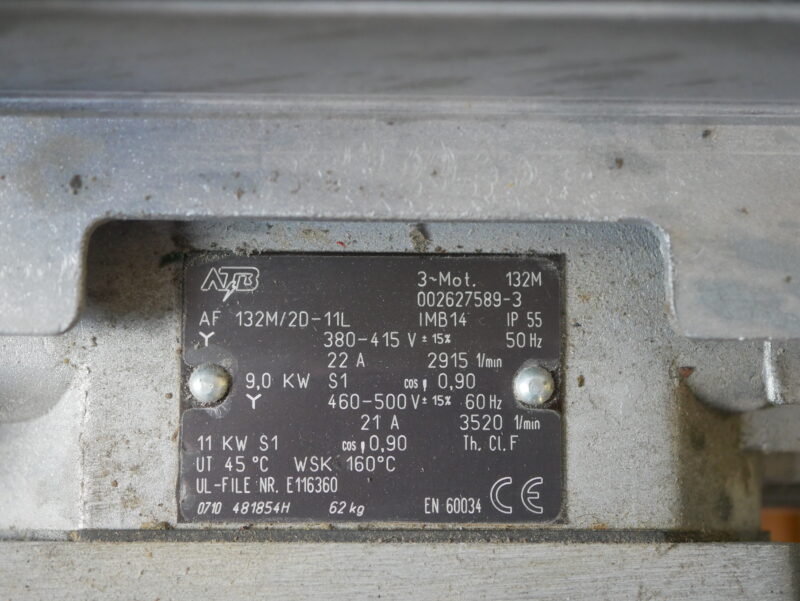 ATB 3~Mot. 132M
002627589-3
AF 132M/2D-11L IMB14 IP 55
Y 380-415 V ± 15% 50 Hz
22 A 2915 1/min
9,0 KW S1 cos φ 0,90
Y 460-500 V ± 15% 60 Hz
21 A 3520 1/min
11 KW S1 cos φ 0,90 Th. Cl. F
UT 45 °C WSK 160°C
UL-FILE NR. E116360
0710 481854H 62 kg EN 60034 CE